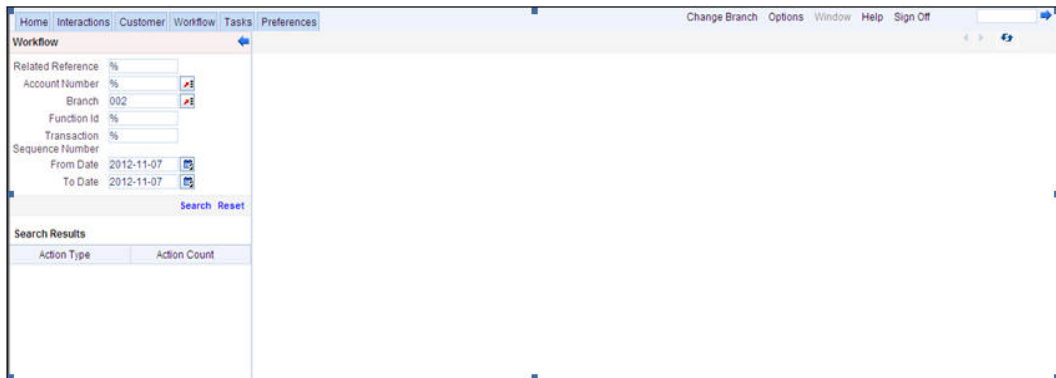 Home Interactions Customer Workflow Tasks Preferences Change Branch Options Window Help Sign Off
Workflow
Related Reference %
Account Number %
Branch 002
Function Id %
Transaction %
Sequence Number
From Date 2012-11-07
To Date 2012-11-07
Search Reset
Search Results
Action Type Action Count